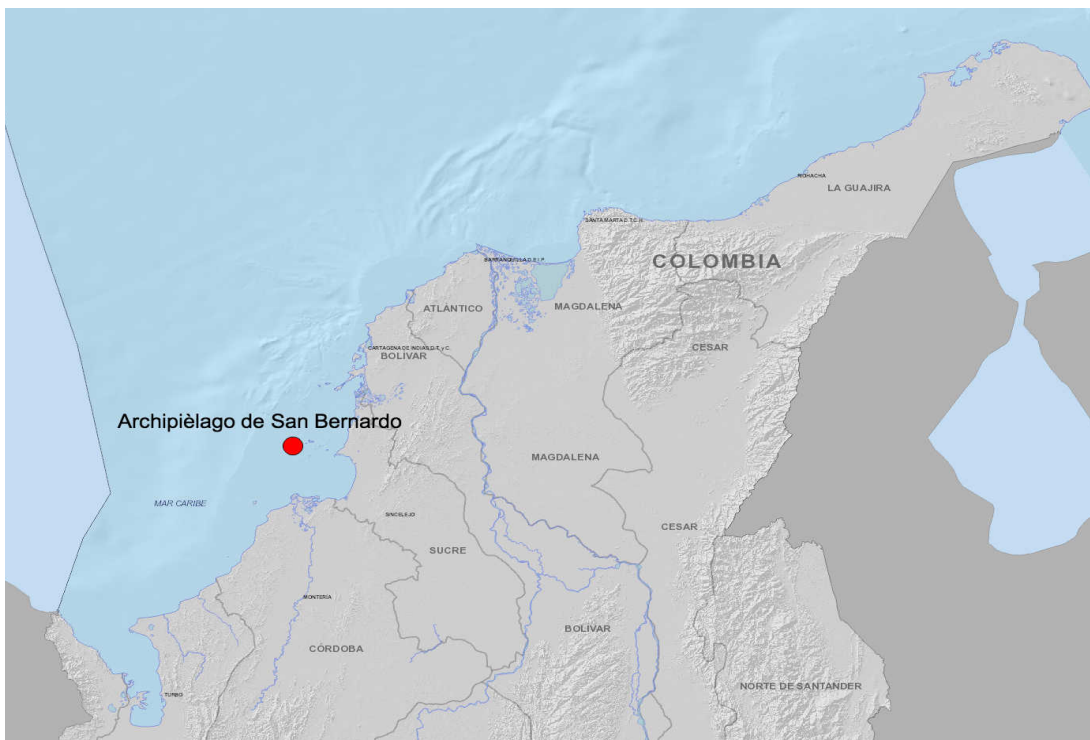 RIOHACHA
LA GUAJIRA
SANTA MARTA D.T.C.H.
BARRANQUILLA D.E.I.P.
COLOMBIA
ATLÁNTICO
MAGDALENA
CARTAGENA DE INDIAS D.T. y C.
BOLÍVAR
CESAR
Archipièlago de San Bernardo
MAGDALENA
MAR CARIBE
SINCELEJO
CESAR
SUCRE
MONTERÍA
BOLÍVAR
CÓRDOBA
NORTE DE SANTANDER
TURBO